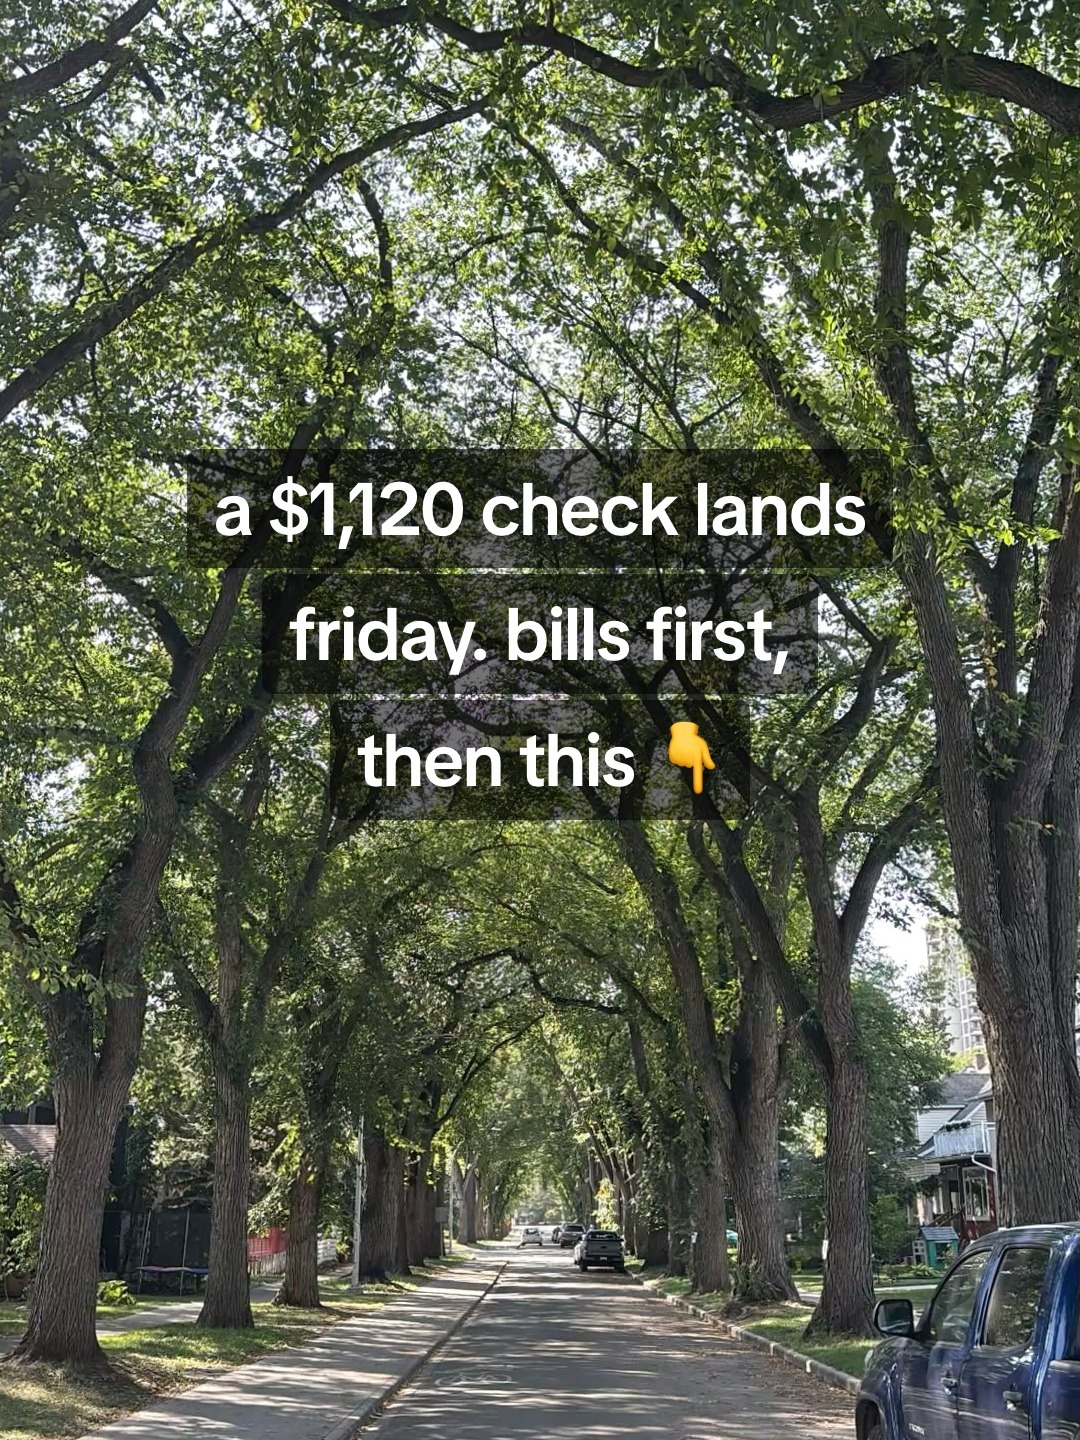 a $1,120 check lands
friday. bills first,
then this 👇